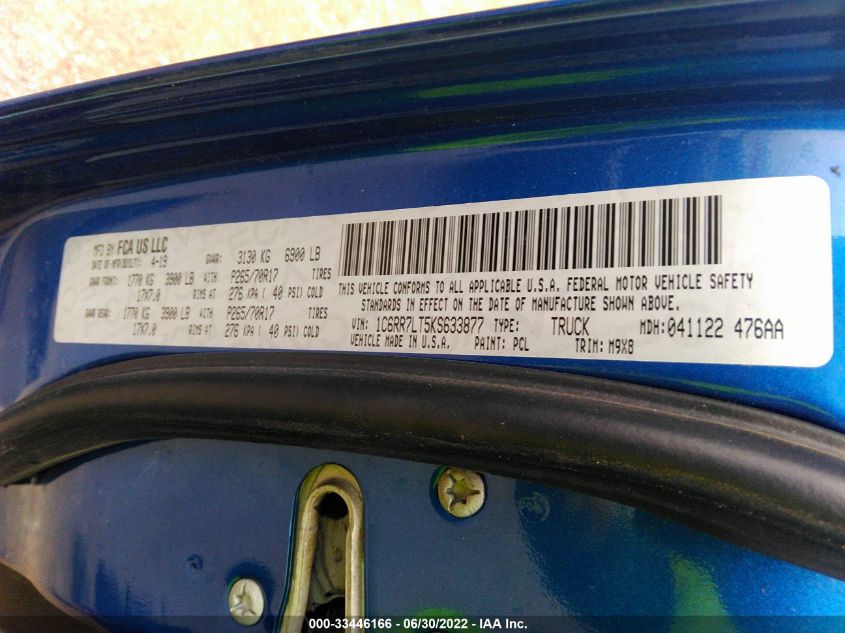 MFD BY FCA US LLC
DATE OF MFR 4-19 GVWR: 3130 KG 6900 LB
GAWR FRONT: 1770 KG 3900 LB WITH P265/70R17 TIRES
17X7.0 RIMS AT 276 KPA ( 40 PSI) COLD
GAWR REAR: 1770 KG 3900 LB WITH P265/70R17 TIRES
17X7.0 RIMS AT 276 KPA ( 40 PSI) COLD
THIS VEHICLE CONFORMS TO ALL APPLICABLE U.S.A. FEDERAL MOTOR VEHICLE SAFETY
STANDARDS IN EFFECT ON THE DATE OF MANUFACTURE SHOWN ABOVE.
VIN: 1C6RR7LT5KS633877 TYPE: TRUCK MDH: 041122 476AA
VEHICLE MADE IN U.S.A. PAINT: PCL TRIM: M9X8
000-33446166 - 06/30/2022 - IAA Inc.